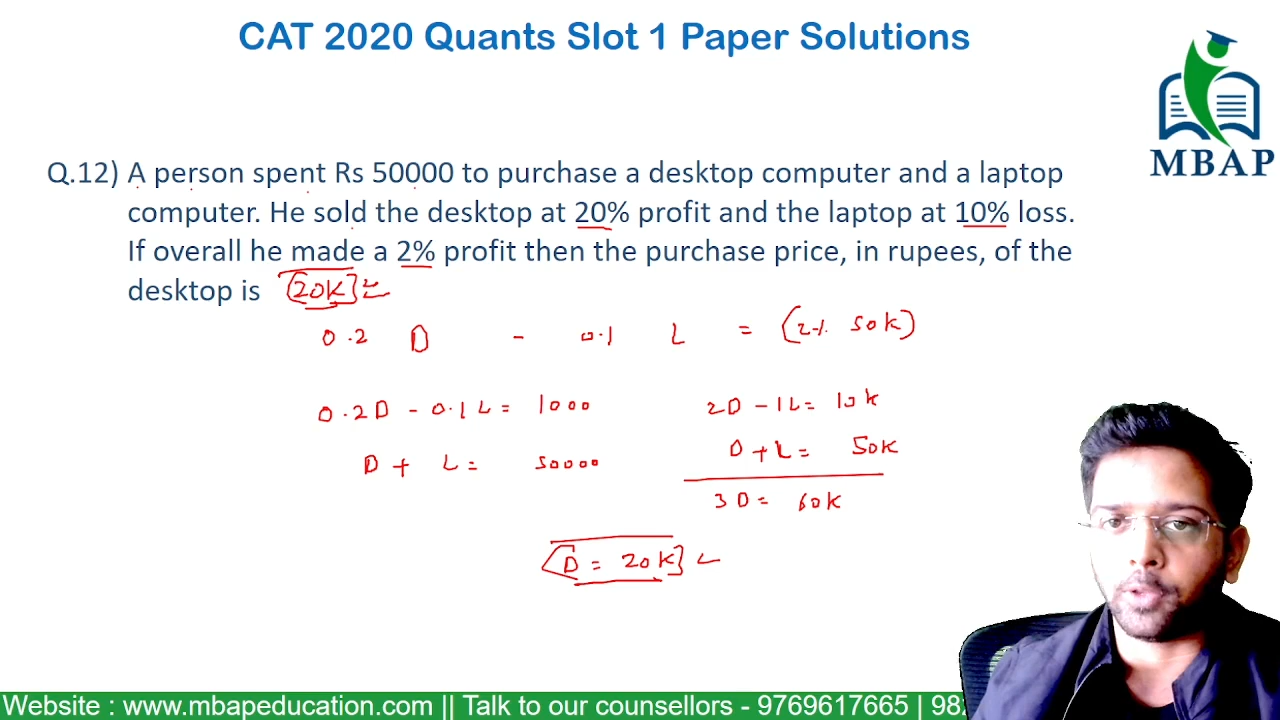 CAT 2020 Quants Slot 1 Paper Solutions
MBAP
Q.12) A person spent Rs 50000 to purchase a desktop computer and a laptop
computer. He sold the desktop at 20% profit and the laptop at 10% loss.
If overall he made a 2% profit then the purchase price, in rupees, of the
desktop is [20K]
0.2 D - 0.1 L = (2% 50K)
0.2D - 0.1L = 1000
2D - 1L = 10K
D + L = 50000
D + L = 50K
3D = 60K
[D = 20K]
Website : www.mbapeducation.com || Talk to our counsellors - 9769617665 | 982